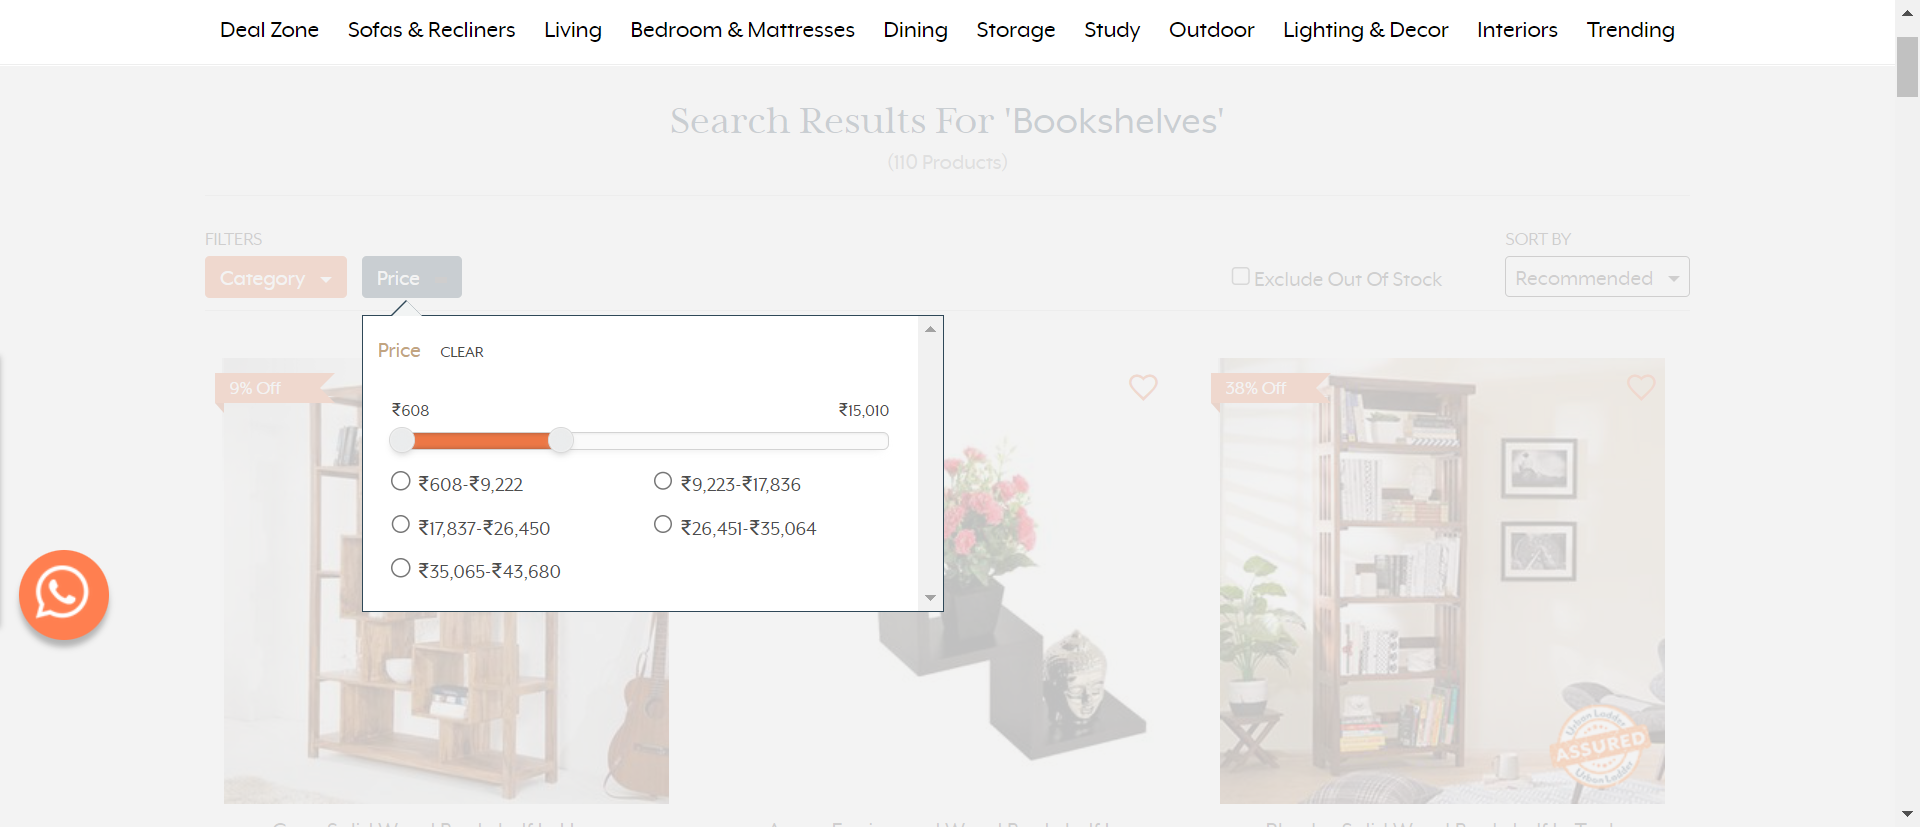 Deal Zone Sofas & Recliners Living Bedroom & Mattresses Dining Storage Study Outdoor Lighting & Decor Interiors Trending
Search Results For 'Bookshelves'
(110 Products)
FILTERS
SORT BY
Category Price
Exclude Out Of Stock
Recommended
Price CLEAR
₹608 ₹15,010
₹608-₹9,222 ₹9,223-₹17,836
₹17,837-₹26,450 ₹26,451-₹35,064
₹35,065-₹43,680
9% Off
38% Off
Urban Ladder
ASSURED
Urban Ladder